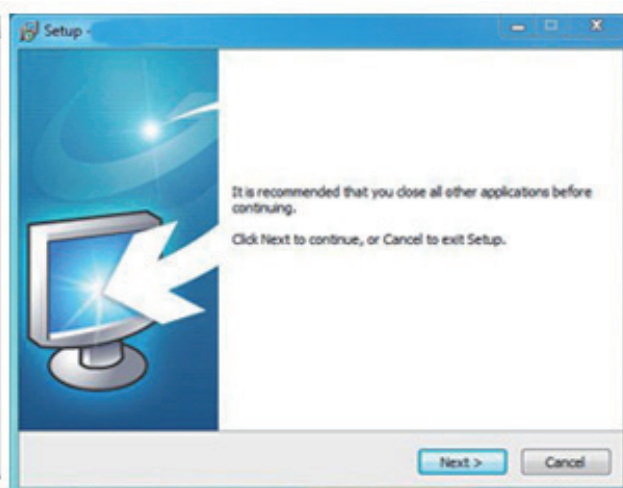 Setup -
It is recommended that you close all other applications before
continuing.
Click Next to continue, or Cancel to exit Setup.
Next >
Cancel